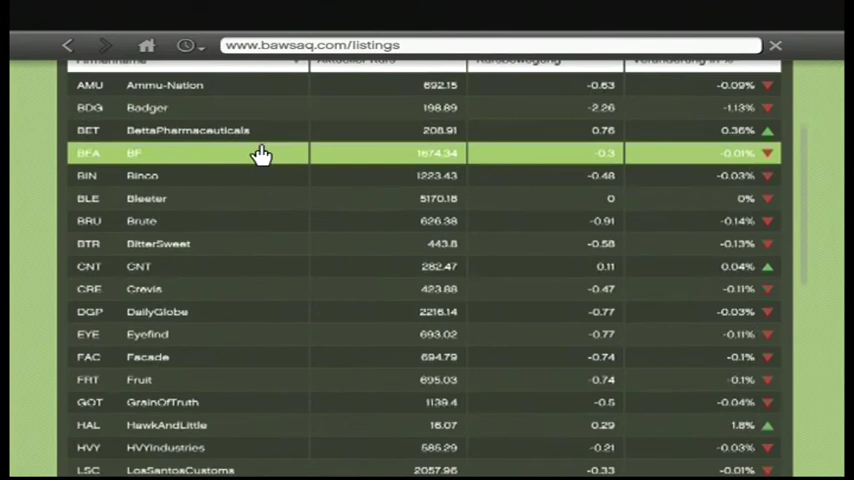 www.bawsaq.com/listings
Firmenname Aktueller Kurs Kursbewegung Veränderung in %
AMU Ammu-Nation 692.15 -0.63 -0.09%
BDG Badger 198.89 -2.26 -1.13%
BET BettaPharmaceuticals 208.91 0.76 0.36%
BFA BF 1674.34 -0.3 -0.01%
BIN Binco 1223.43 -0.48 -0.03%
BLE Bleeter 5170.18 0 0%
BRU Brute 626.38 -0.91 -0.14%
BTR BitterSweet 443.8 -0.58 -0.13%
CNT CNT 282.47 0.11 0.04%
CRE Crevis 423.88 -0.47 -0.11%
DGP DailyGlobe 2216.14 -0.77 -0.03%
EYE Eyefind 693.02 -0.77 -0.11%
FAC Facade 694.79 -0.74 -0.1%
FRT Fruit 695.03 -0.74 -0.1%
GOT GrainOfTruth 1139.4 -0.5 -0.04%
HAL HawkAndLittle 16.07 0.29 1.8%
HVY HVYIndustries 585.29 -0.21 -0.03%
LSC LosSantosCustoms 2057.96 -0.33 -0.01%